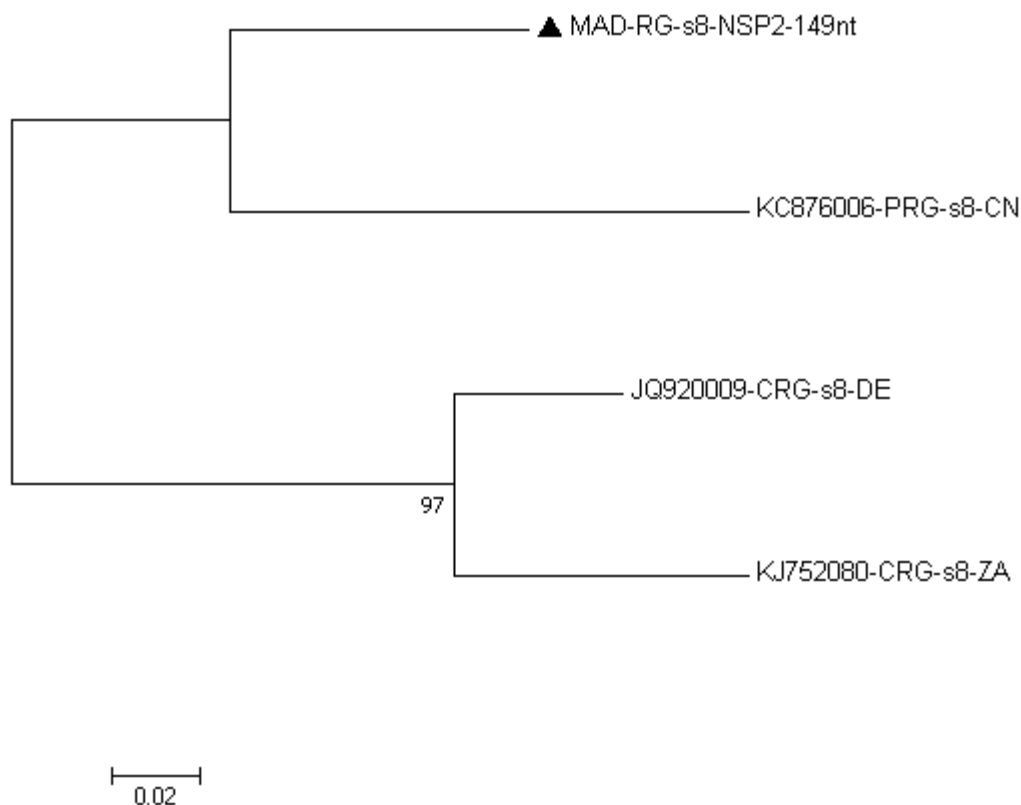 MAD-RG-s8-NSP2-149nt
KC876006-PRG-s8-CN
JQ920009-CRG-s8-DE
97
KJ752080-CRG-s8-ZA
0.02